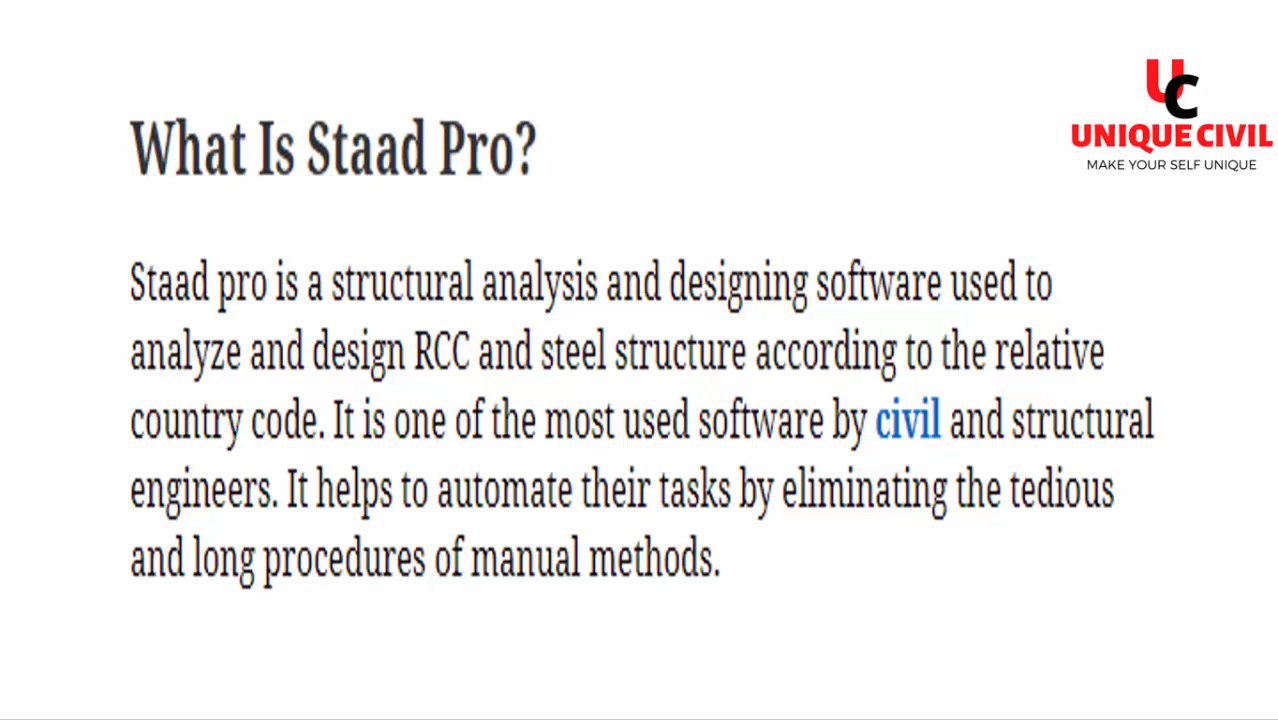 UC
UNIQUE CIVIL
MAKE YOUR SELF UNIQUE
What Is Staad Pro?
Staad pro is a structural analysis and designing software used to
analyze and design RCC and steel structure according to the relative
country code. It is one of the most used software by civil and structural
engineers. It helps to automate their tasks by eliminating the tedious
and long procedures of manual methods.